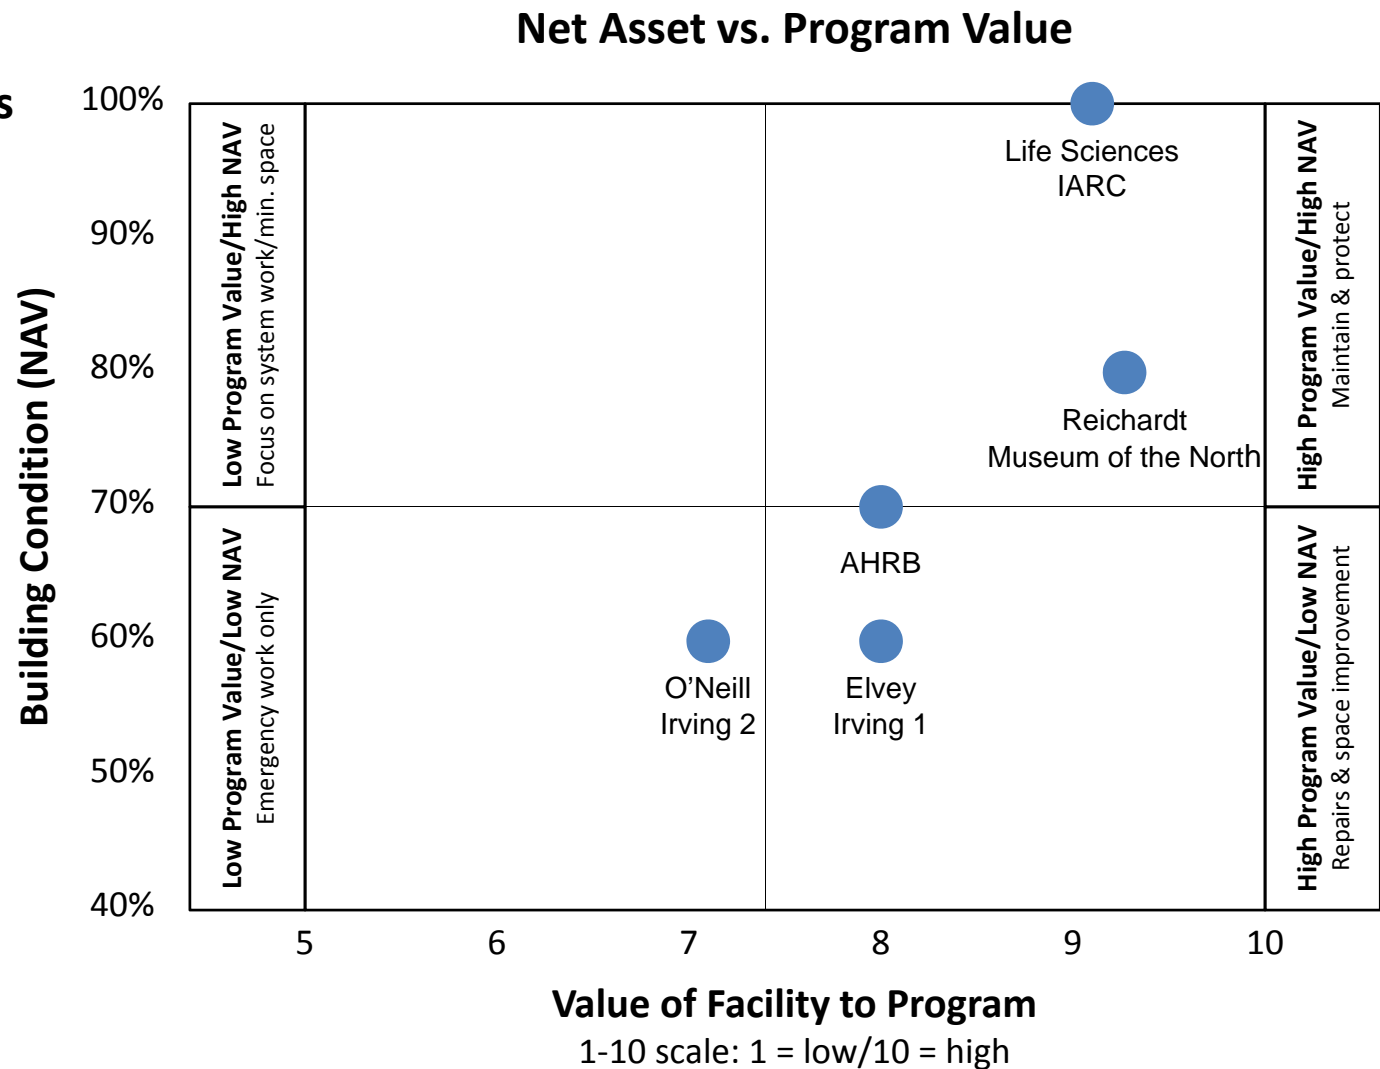 Net Asset vs. Program Value
s
100%
90%
80%
70%
60%
50%
40%
Building Condition (NAV)
Low Program Value/High NAV
Focus on system work/min. space
Low Program Value/Low NAV
Emergency work only
Life Sciences
IARC
Reichardt
Museum of the North
AHRB
O’Neill
Irving 2
Elvey
Irving 1
High Program Value/High NAV
Maintain & protect
High Program Value/Low NAV
Repairs & space improvement
5 6 7 8 9 10
Value of Facility to Program
1-10 scale: 1 = low/10 = high